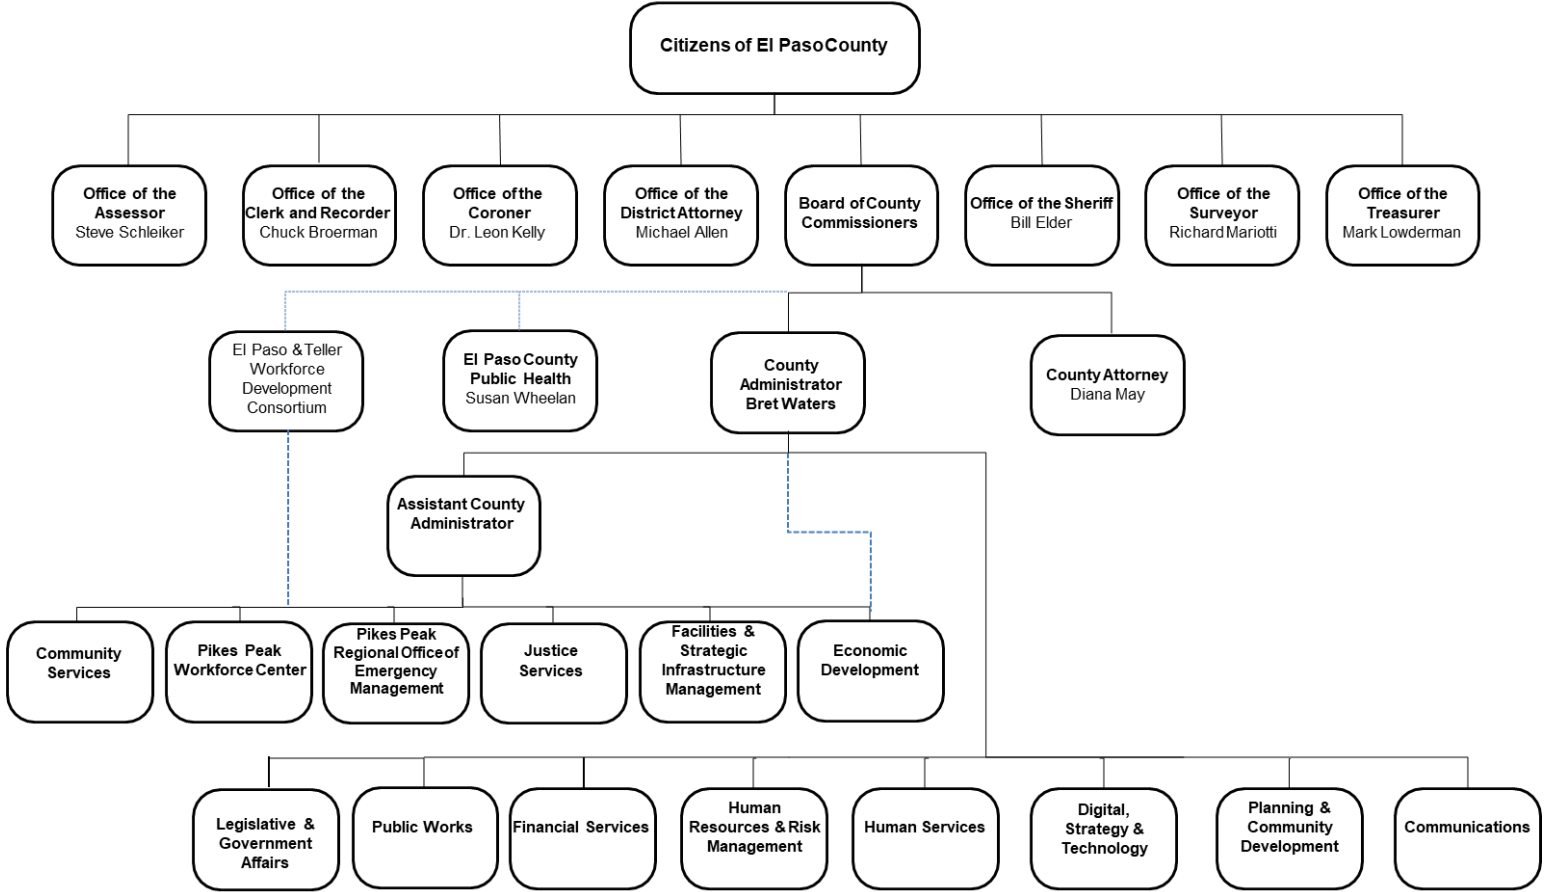 Citizens of El Paso County
Office of the
Assessor
Steve Schleiker
Office of the
Clerk and Recorder
Chuck Broerman
Office of the
Coroner
Dr. Leon Kelly
Office of the
District Attorney
Michael Allen
Board of County
Commissioners
Office of the Sheriff
Bill Elder
Office of the
Surveyor
Richard Mariotti
Office of the
Treasurer
Mark Lowderman
El Paso & Teller
Workforce
Development
Consortium
El Paso County
Public Health
Susan Wheelan
County
Administrator
Bret Waters
County Attorney
Diana May
Assistant County
Administrator
Community
Services
Pikes Peak
Workforce Center
Pikes Peak
Regional Office of
Emergency
Management
Justice
Services
Facilities &
Strategic
Infrastructure
Management
Economic
Development
Legislative &
Government
Affairs
Public Works
Financial Services
Human
Resources & Risk
Management
Human Services
Digital,
Strategy &
Technology
Planning &
Community
Development
Communications